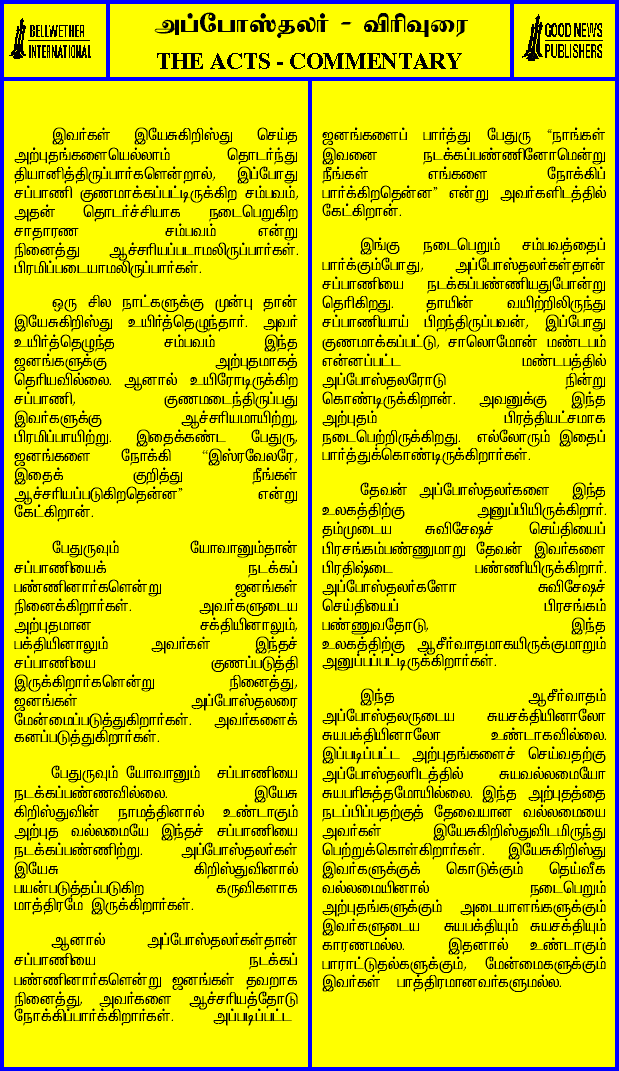 BELLWETHER
INTERNATIONAL
அப்போஸ்தலர் - விரிவுரை
THE ACTS - COMMENTARY
GOOD NEWS
PUBLISHERS
இவர்கள் இயேசுகிறிஸ்து செய்த
அற்புதங்களையெல்லாம் தொடர்ந்து
தியானித்திருப்பார்களென்றால், இப்போது
சப்பாணி குணமாக்கப்பட்டிருக்கிற சம்பவம்,
அதன் தொடர்ச்சியாக நடைபெறுகிற
சாதாரண சம்பவம் என்று
நினைத்து ஆச்சரியப்படாமலிருப்பார்கள்.
பிரமிப்படையாமலிருப்பார்கள்.
ஒரு சில நாட்களுக்கு முன்பு தான்
இயேசுகிறிஸ்து உயிர்த்தெழுந்தார். அவர்
உயிர்த்தெழுந்த சம்பவம் இந்த
ஜனங்களுக்கு அற்புதமாகத்
தெரியவில்லை. ஆனால் உயிரோடிருக்கிற
சப்பாணி, குணமடைந்திருப்பது
இவர்களுக்கு ஆச்சரியமாயிற்று,
பிரமிப்பாயிற்று. இதைக்கண்ட பேதுரு,
ஜனங்களை நோக்கி “இஸ்ரவேலரே,
இதைக் குறித்து நீங்கள்
ஆச்சரியப்படுகிறதென்ன” என்று
கேட்கிறான்.
பேதுருவும் யோவானும்தான்
சப்பாணியைக் நடக்கப்
பண்ணினார்களென்று ஜனங்கள்
நினைக்கிறார்கள். அவர்களுடைய
அற்புதமான சக்தியினாலும்,
பக்தியினாலும் அவர்கள் இந்தச்
சப்பாணியை குணப்படுத்தி
இருக்கிறார்களென்று நினைத்து,
ஜனங்கள் அப்போஸ்தலரை
மேன்மைப்படுத்துகிறார்கள். அவர்களைக்
கனப்படுத்துகிறார்கள்.
பேதுருவும் யோவானும் சப்பாணியை
நடக்கப்பண்ணவில்லை. இயேசு
கிறிஸ்துவின் நாமத்தினால் உண்டாகும்
அற்புத வல்லமையே இந்தச் சப்பாணியை
நடக்கப்பண்ணிற்று. அப்போஸ்தலர்கள்
இயேசு கிறிஸ்துவினால்
பயன்படுத்தப்படுகிற கருவிகளாக
மாத்திரமே இருக்கிறார்கள்.
ஆனால் அப்போஸ்தலர்கள்தான்
சப்பாணியை நடக்கப்
பண்ணினார்களென்று ஜனங்கள் தவறாக
நினைத்து, அவர்களை ஆச்சரியத்தோடு
நோக்கிப்பார்க்கிறார்கள். அப்படிப்பட்ட
ஜனங்களைப் பார்த்து பேதுரு “நாங்கள்
இவனை நடக்கப்பண்ணினோமென்று
நீங்கள் எங்களை நோக்கிப்
பார்க்கிறதென்ன” என்று அவர்களிடத்தில்
கேட்கிறான்.
இங்கு நடைபெறும் சம்பவத்தைப்
பார்க்கும்போது, அப்போஸ்தலர்கள்தான்
சப்பாணியை நடக்கப்பண்ணியதுபோன்று
தெரிகிறது. தாயின் வயிற்றிலிருந்து
சப்பாணியாய் பிறந்திருப்பவன், இப்போது
குணமாக்கப்பட்டு, சாலொமோன் மண்டபம்
என்னப்பட்ட மண்டபத்தில்
அப்போஸ்தலரோடு நின்று
கொண்டிருக்கிறான். அவனுக்கு இந்த
அற்புதம் பிரத்தியட்சமாக
நடைபெற்றிருக்கிறது. எல்லோரும் இதைப்
பார்த்துக்கொண்டிருக்கிறார்கள்.
தேவன் அப்போஸ்தலர்களை இந்த
உலகத்திற்கு அனுப்பியிருக்கிறார்.
தம்முடைய சுவிசேஷச் செய்தியைப்
பிரசங்கம்பண்ணுமாறு தேவன் இவர்களை
பிரதிஷ்டை பண்ணியிருக்கிறார்.
அப்போஸ்தலர்களோ சுவிசேஷச்
செய்தியைப் பிரசங்கம்
பண்ணுவதோடு, இந்த
உலகத்திற்கு ஆசீர்வாதமாகயிருக்குமாறும்
அனுப்பப்பட்டிருக்கிறார்கள்.
இந்த ஆசீர்வாதம்
அப்போஸ்தலருடைய சுயசக்தியினாலோ
சுயபக்தியினாலோ உண்டாகவில்லை.
இப்படிப்பட்ட அற்புதங்களைச் செய்வதற்கு
அப்போஸ்தலரிடத்தில் சுயவல்லமையோ
சுயபரிசுத்தமோயில்லை. இந்த அற்புதத்தை
நடப்பிப்பதற்குத் தேவையான வல்லமையை
அவர்கள் இயேசுகிறிஸ்துவிடமிருந்து
பெற்றுக்கொள்கிறார்கள். இயேசுகிறிஸ்து
இவர்களுக்குக் கொடுக்கும் தெய்வீக
வல்லமையினால் நடைபெறும்
அற்புதங்களுக்கும் அடையாளங்களுக்கும்
இவர்களுடைய சுயபக்தியும் சுயசக்தியும்
காரணமல்ல. இதனால் உண்டாகும்
பாராட்டுதல்களுக்கும், மேன்மைகளுக்கும்
இவர்கள் பாத்திரமானவர்களுமல்ல.